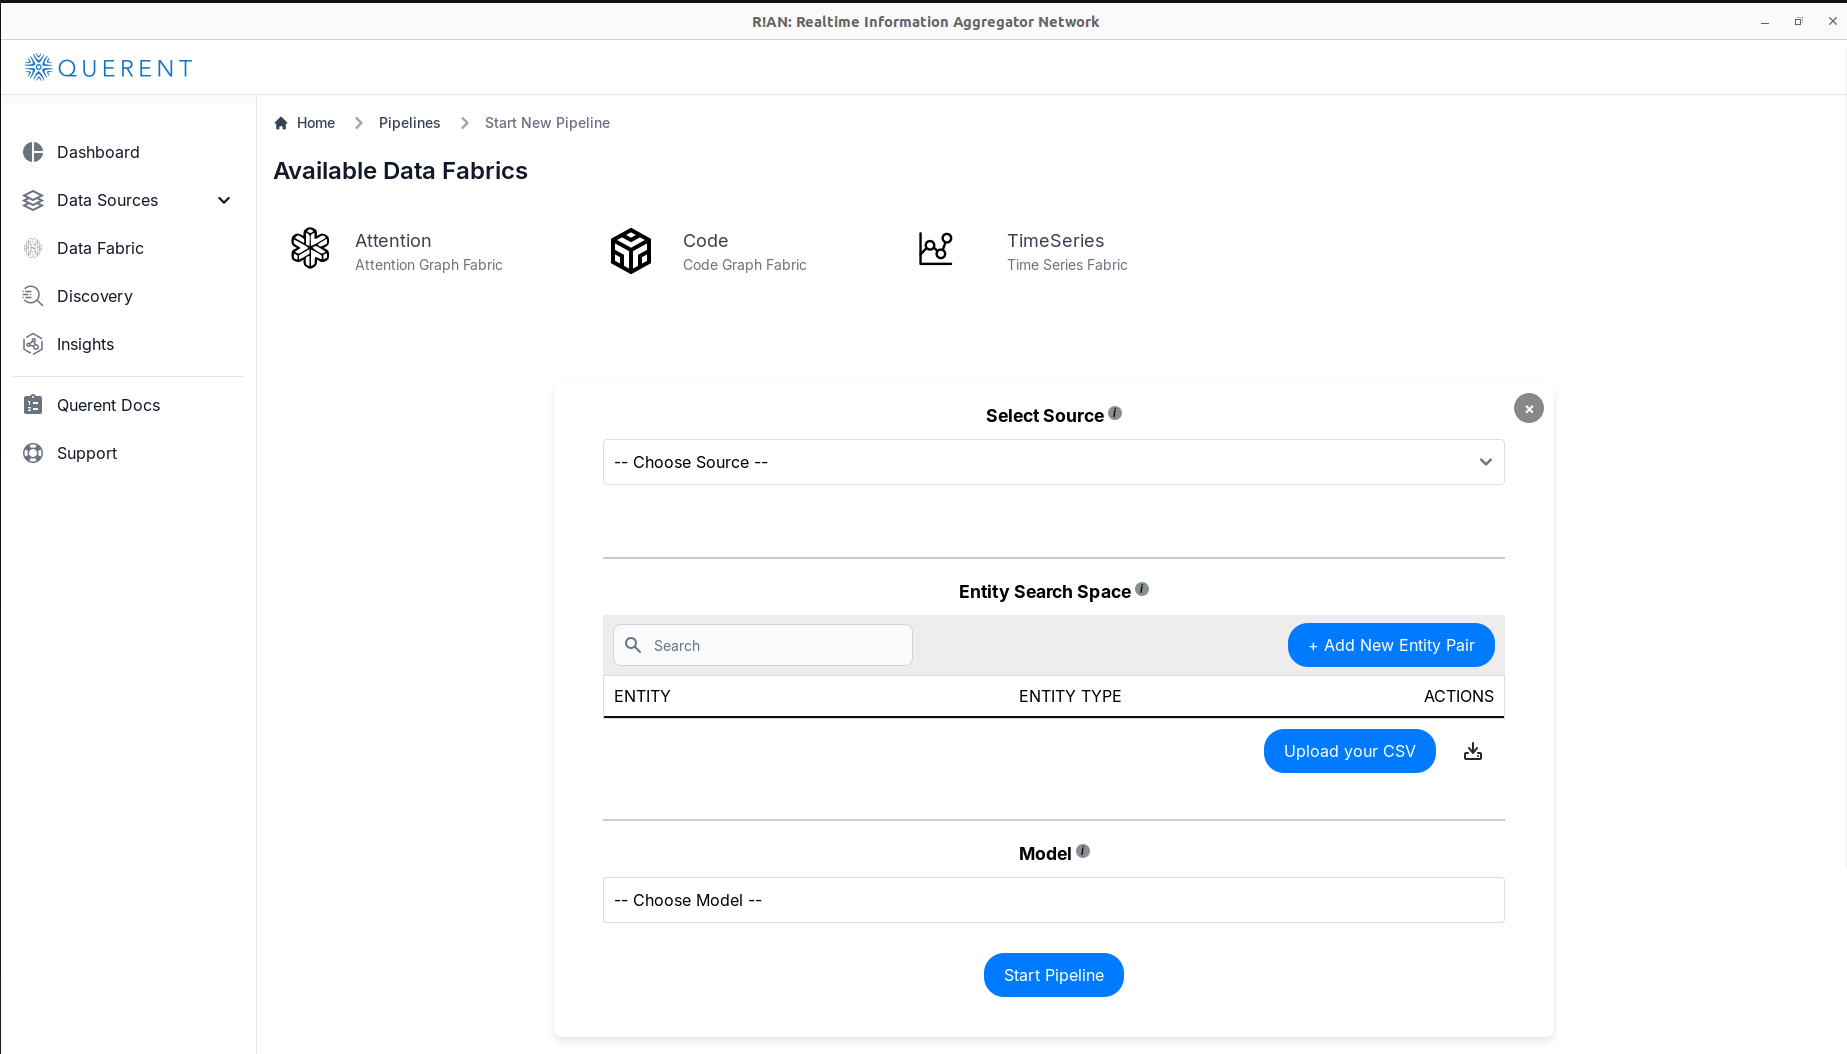 R!AN: Realtime Information Aggregator Network
QUERENT
Dashboard
Data Sources
Data Fabric
Discovery
Insights
Querent Docs
Support
Home
Pipelines
Start New Pipeline
Available Data Fabrics
Attention
Attention Graph Fabric
Code
Code Graph Fabric
TimeSeries
Time Series Fabric
Select Source i
-- Choose Source --
Entity Search Space i
Search
+ Add New Entity Pair
ENTITY ENTITY TYPE ACTIONS
Upload your CSV
Model i
-- Choose Model --
Start Pipeline